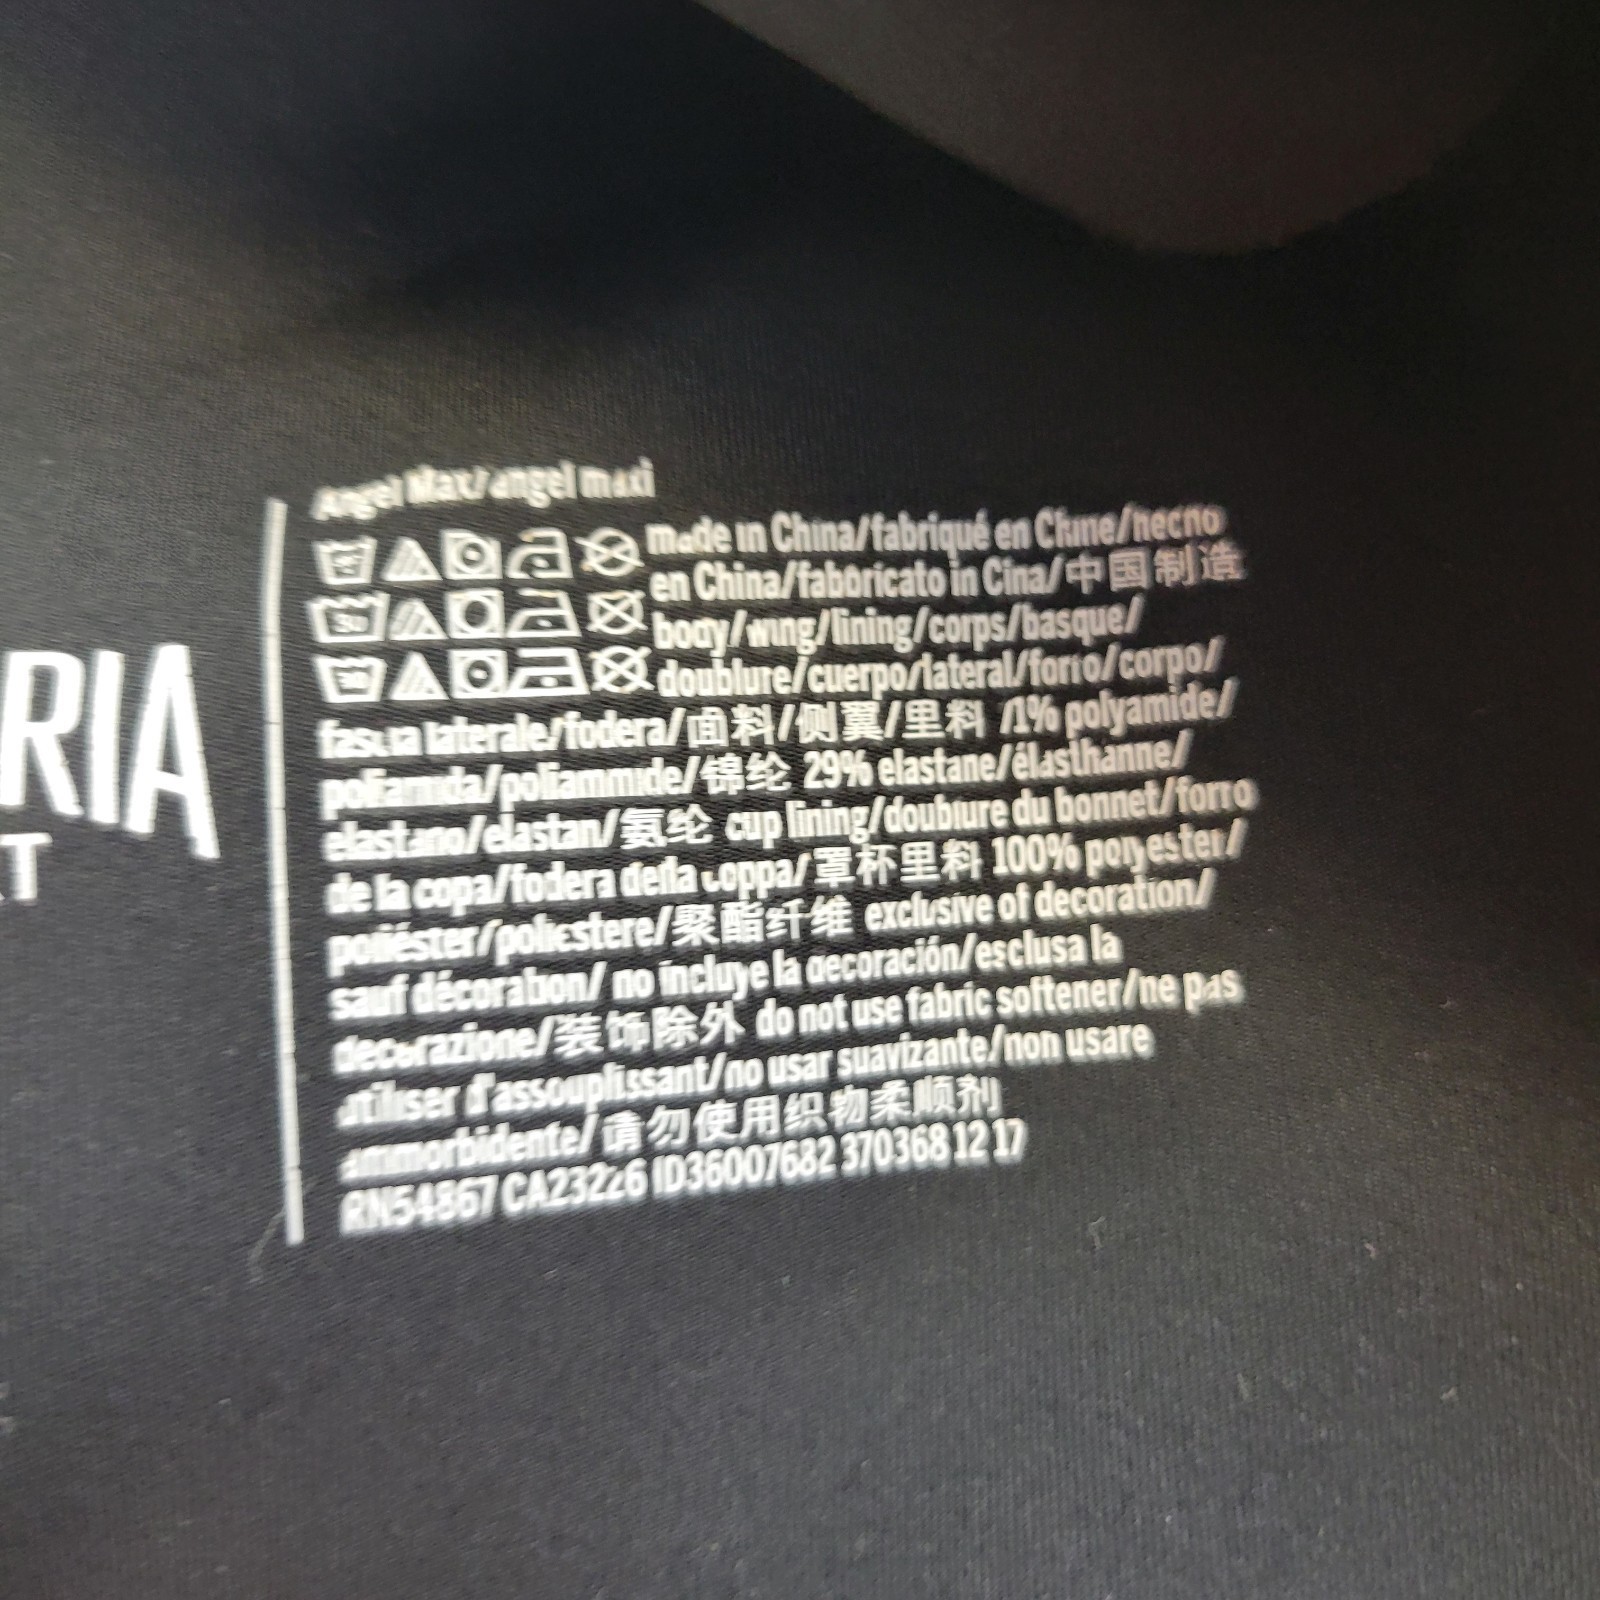 RIA
RT
Angel Max/angel maxi
made in China/fabriqué en Chine/hecho
en China/fabbricato in Cina/中国制造
body/wing/lining/corps/basque/
doublure/cuerpo/lateral/forro/corpo/
fascia laterale/fodera/面料/侧翼/里料 71% polyamide/
poliamida/poliammide/锦纶 29% elastane/élasthanne/
elastano/elastan/氨纶 cup lining/doublure du bonnet/forro
de la copa/fodera della coppa/罩杯里料 100% polyester/
poliéster/poliestere/聚酯纤维 exclusive of decoration/
sauf décoration/ no incluye la decoración/esclusa la
decorazione/装饰除外 do not use fabric softener/ne pas
utiliser d'assouplissant/no usar suavizante/non usare
ammorbidente/请勿使用织物柔顺剂
RN54867 CA23226 ID36007682 370368 12 17